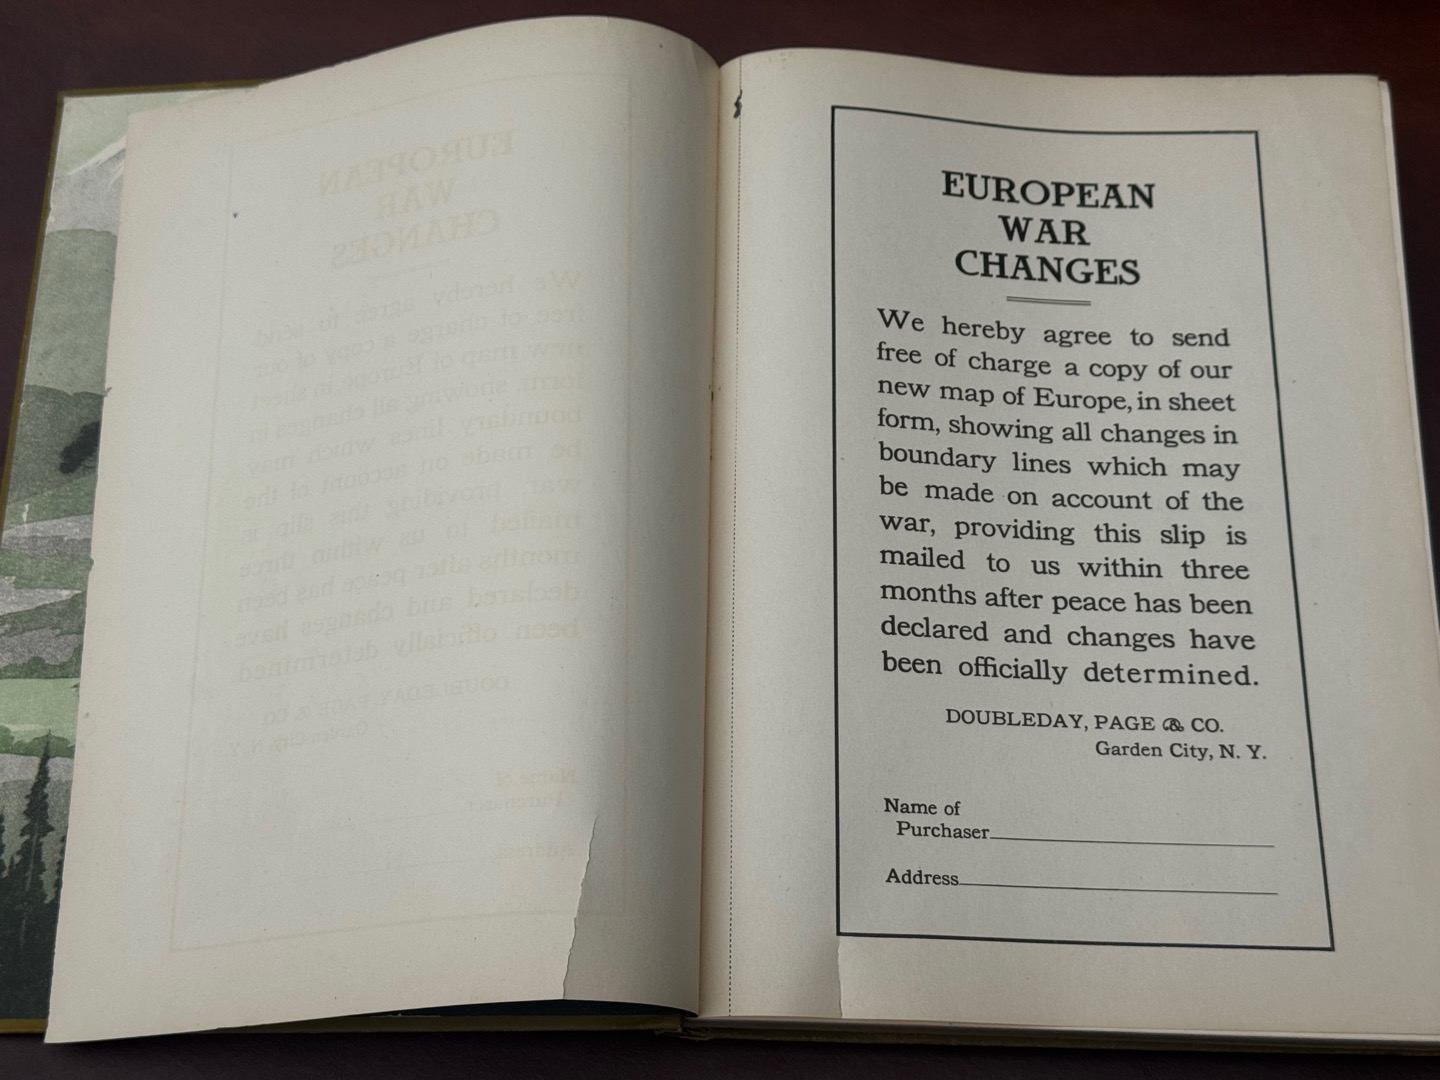 EUROPEAN
WAR
CHANGES
We hereby agree to send
free of charge a copy of our
new map of Europe, in sheet
form, showing all changes in
boundary lines which may
be made on account of the
war, providing this slip is
mailed to us within three
months after peace has been
declared and changes have
been officially determined.
DOUBLEDAY, PAGE & CO.
Garden City, N. Y.
Name of
Purchaser
Address